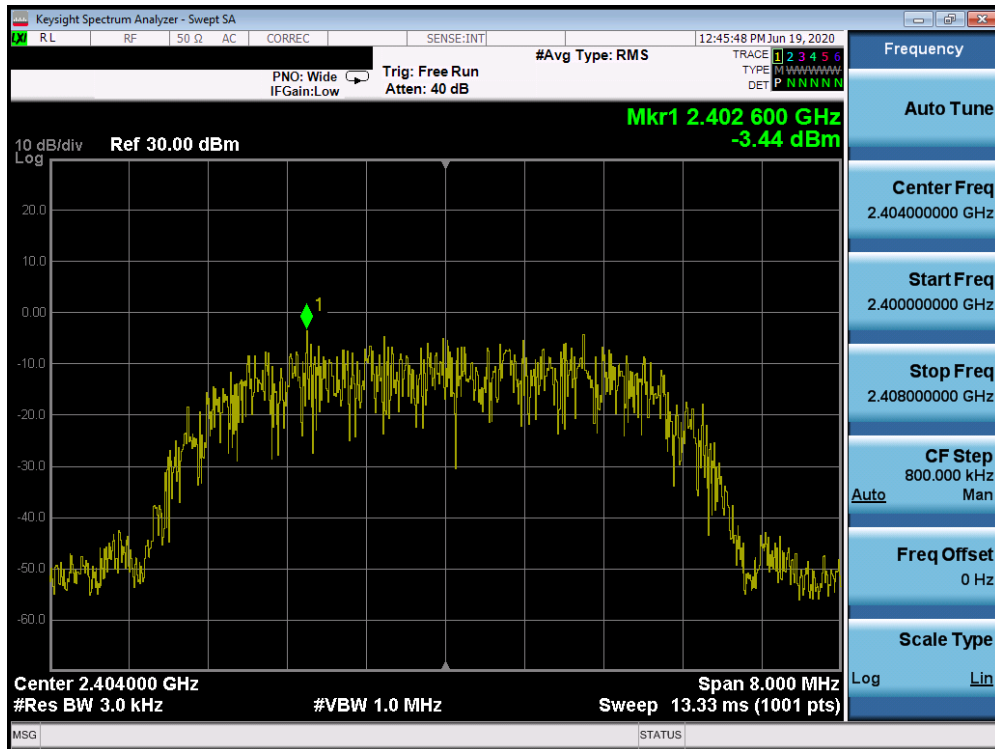 Keysight Spectrum Analyzer - Swept SA
LXI RL RF 50 Ω AC CORREC SENSE:INT 12:45:48 PM Jun 19, 2020
#Avg Type: RMS
TRACE 1 2 3 4 5 6
TYPE M WWWWW
DET P N N N N N
PNO: Wide
IFGain:Low
Trig: Free Run
Atten: 40 dB
Mkr1 2.402 600 GHz
-3.44 dBm
10 dB/div Ref 30.00 dBm
Log
20.0
10.0
0.00
1
-10.0
-20.0
-30.0
-40.0
-50.0
-60.0
Center 2.404000 GHz Span 8.000 MHz
#Res BW 3.0 kHz #VBW 1.0 MHz Sweep 13.33 ms (1001 pts)
MSG STATUS
Frequency
Auto Tune
Center Freq
2.404000000 GHz
Start Freq
2.400000000 GHz
Stop Freq
2.408000000 GHz
CF Step
800.000 kHz
Auto Man
Freq Offset
0 Hz
Scale Type
Log Lin